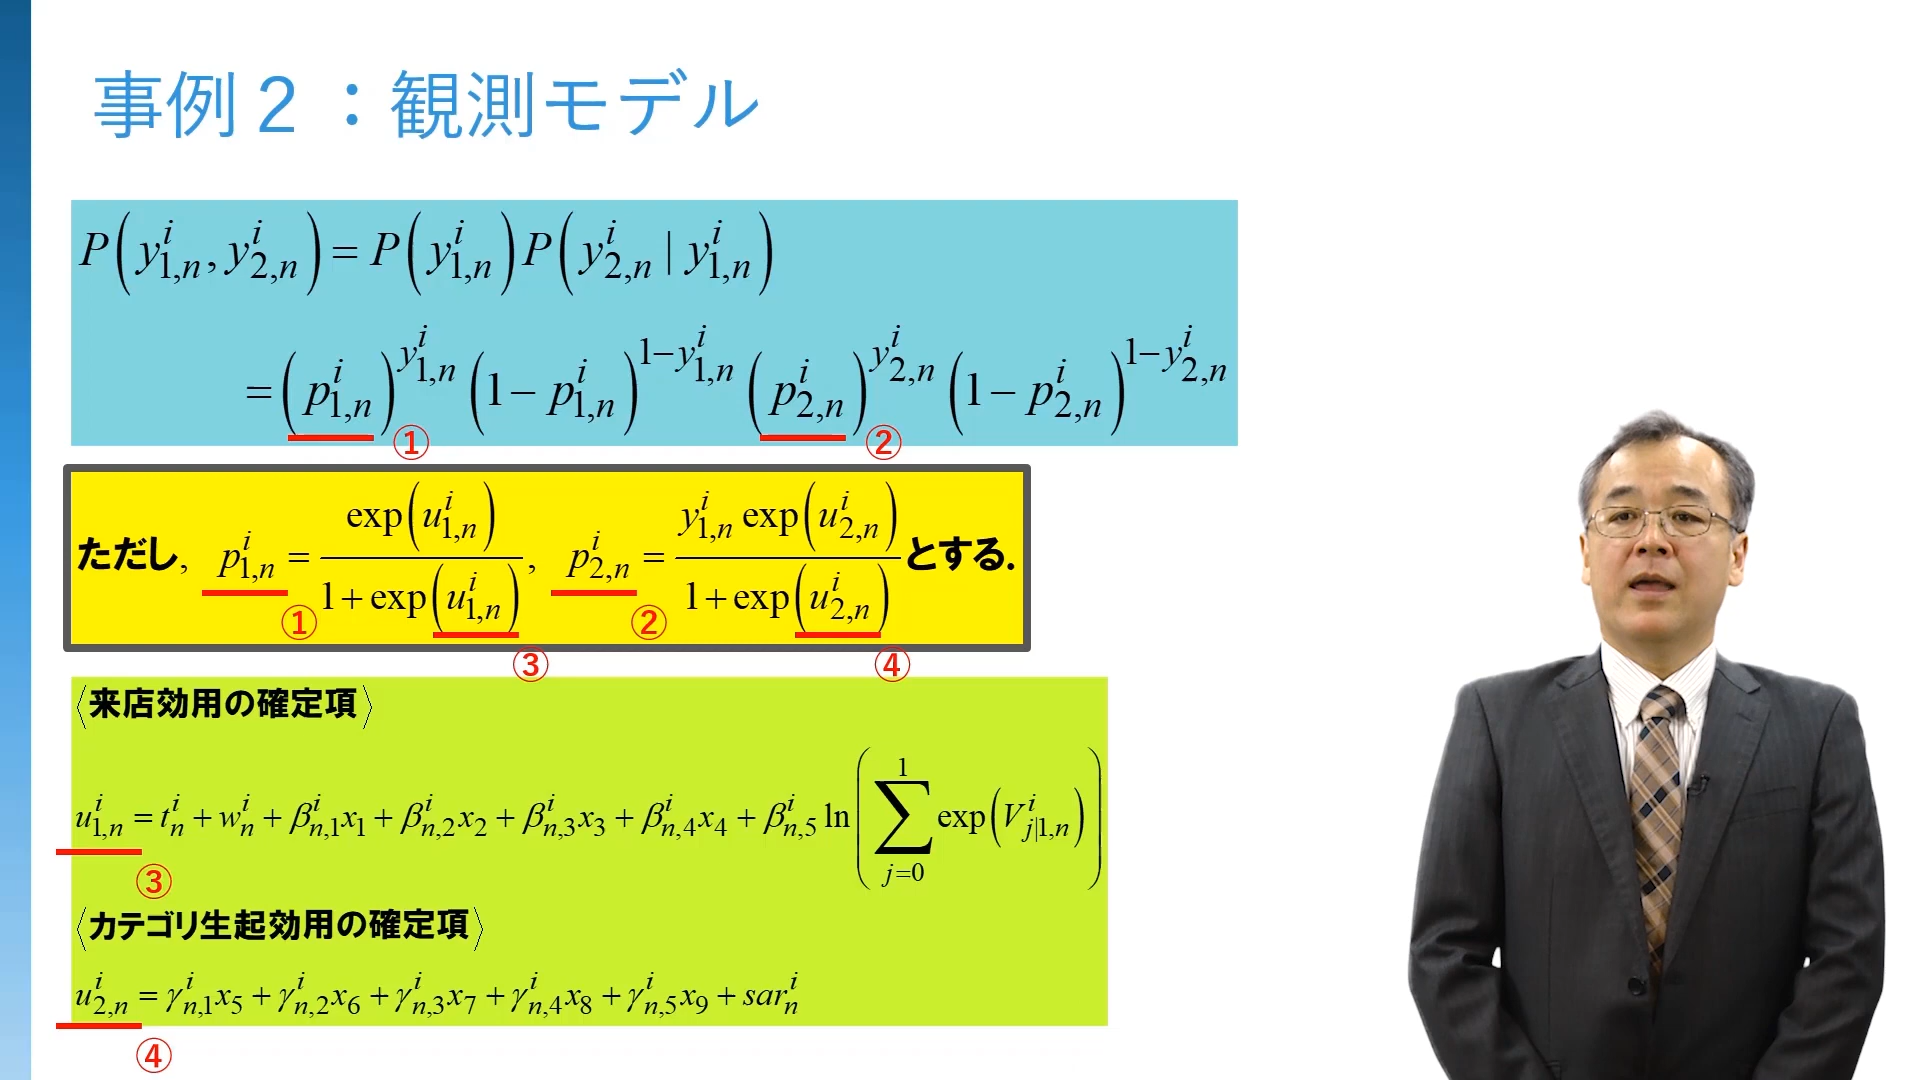 事例２：観測モデル
P(y^i_{1,n}, y^i_{2,n}) = P(y^i_{1,n}) P(y^i_{2,n} | y^i_{1,n})
= (p^i_{1,n})^{y^i_{1,n}} (1 − p^i_{1,n})^{1−y^i_{1,n}} (p^i_{2,n})^{y^i_{2,n}} (1 − p^i_{2,n})^{1−y^i_{2,n}}
① ②
ただし, p^i_{1,n} = exp(u^i_{1,n}) / (1 + exp(u^i_{1,n})), p^i_{2,n} = y^i_{1,n} exp(u^i_{2,n}) / (1 + exp(u^i_{2,n})) とする.
① ②
③ ④
〈来店効用の確定項〉
u^i_{1,n} = t^i_n + w^i_n + β^i_{n,1}x_1 + β^i_{n,2}x_2 + β^i_{n,3}x_3 + β^i_{n,4}x_4 + β^i_{n,5} ln(∑_{j=0}^{1} exp(V^i_{j|1,n}))
③
〈カテゴリ生起効用の確定項〉
u^i_{2,n} = γ^i_{n,1}x_5 + γ^i_{n,2}x_6 + γ^i_{n,3}x_7 + γ^i_{n,4}x_8 + γ^i_{n,5}x_9 + sar^i_n
④